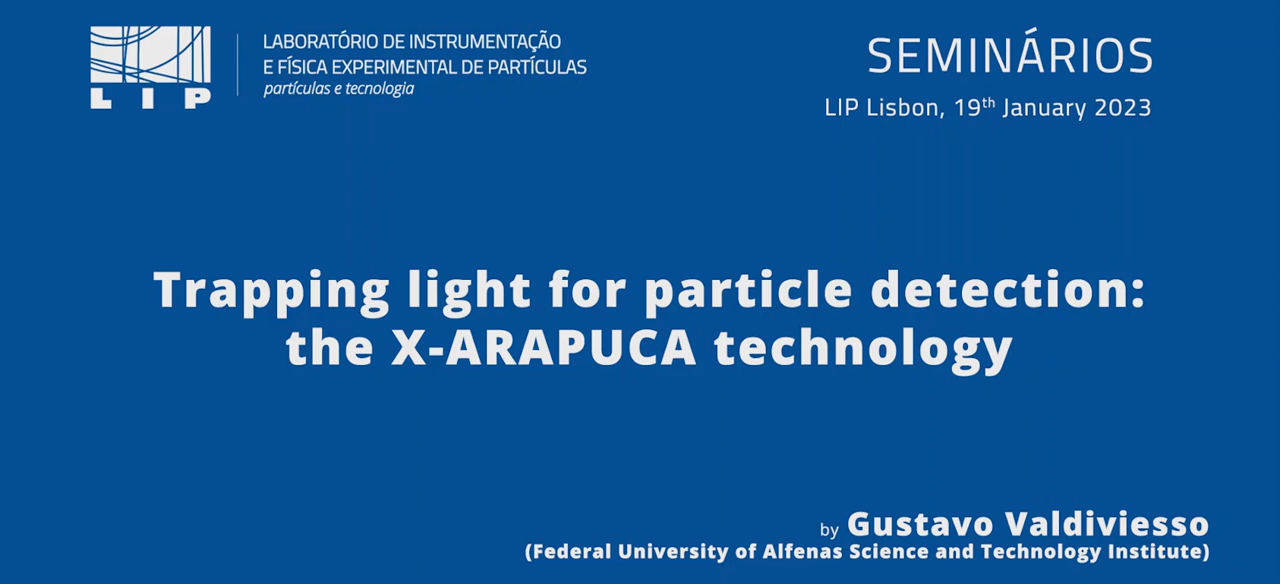 LIP
LABORATÓRIO DE INSTRUMENTAÇÃO
E FÍSICA EXPERIMENTAL DE PARTÍCULAS
partículas e tecnologia
SEMINÁRIOS
LIP Lisbon, 19th January 2023
Trapping light for particle detection:
the X-ARAPUCA technology
by Gustavo Valdiviesso
(Federal University of Alfenas Science and Technology Institute)